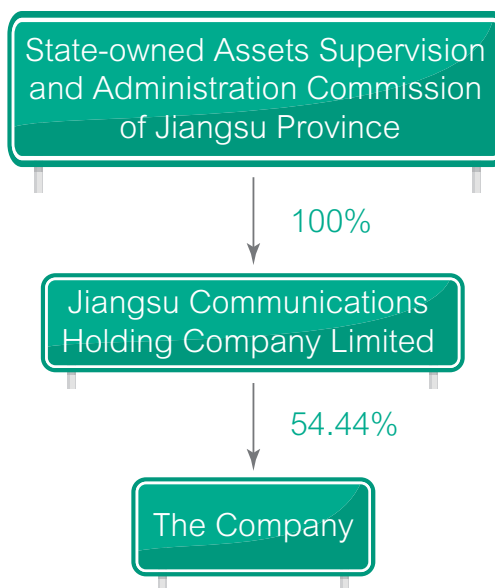 State-owned Assets Supervision
and Administration Commission
of Jiangsu Province
100%
Jiangsu Communications
Holding Company Limited
54.44%
The Company